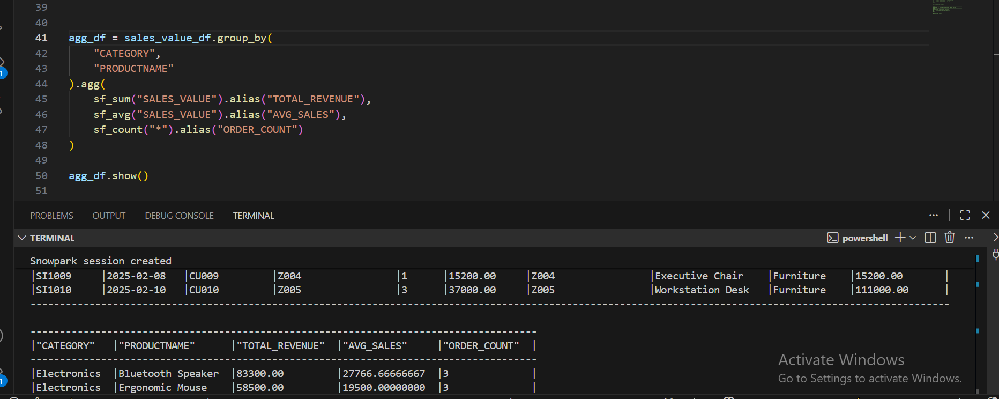 39
40
41 agg_df = sales_value_df.group_by(
42 "CATEGORY",
43 "PRODUCTNAME"
44 ).agg(
45 sf_sum("SALES_VALUE").alias("TOTAL_REVENUE"),
46 sf_avg("SALES_VALUE").alias("AVG_SALES"),
47 sf_count("*").alias("ORDER_COUNT")
48 )
49
50 agg_df.show()
51
1
PROBLEMS OUTPUT DEBUG CONSOLE TERMINAL
TERMINAL powershell
Snowpark session created
|SI1009 |2025-02-08 |CU009 |Z004 |1 |15200.00 |Z004 |Executive Chair |Furniture |15200.00 |
|SI1010 |2025-02-10 |CU010 |Z005 |3 |37000.00 |Z005 |Workstation Desk |Furniture |111000.00 |
|"CATEGORY" |"PRODUCTNAME" |"TOTAL_REVENUE" |"AVG_SALES" |"ORDER_COUNT" |
|Electronics |Bluetooth Speaker |83300.00 |27766.66666667 |3 |
|Electronics |Ergonomic Mouse |58500.00 |19500.00000000 |3 |
1
Activate Windows
Go to Settings to activate Windows.